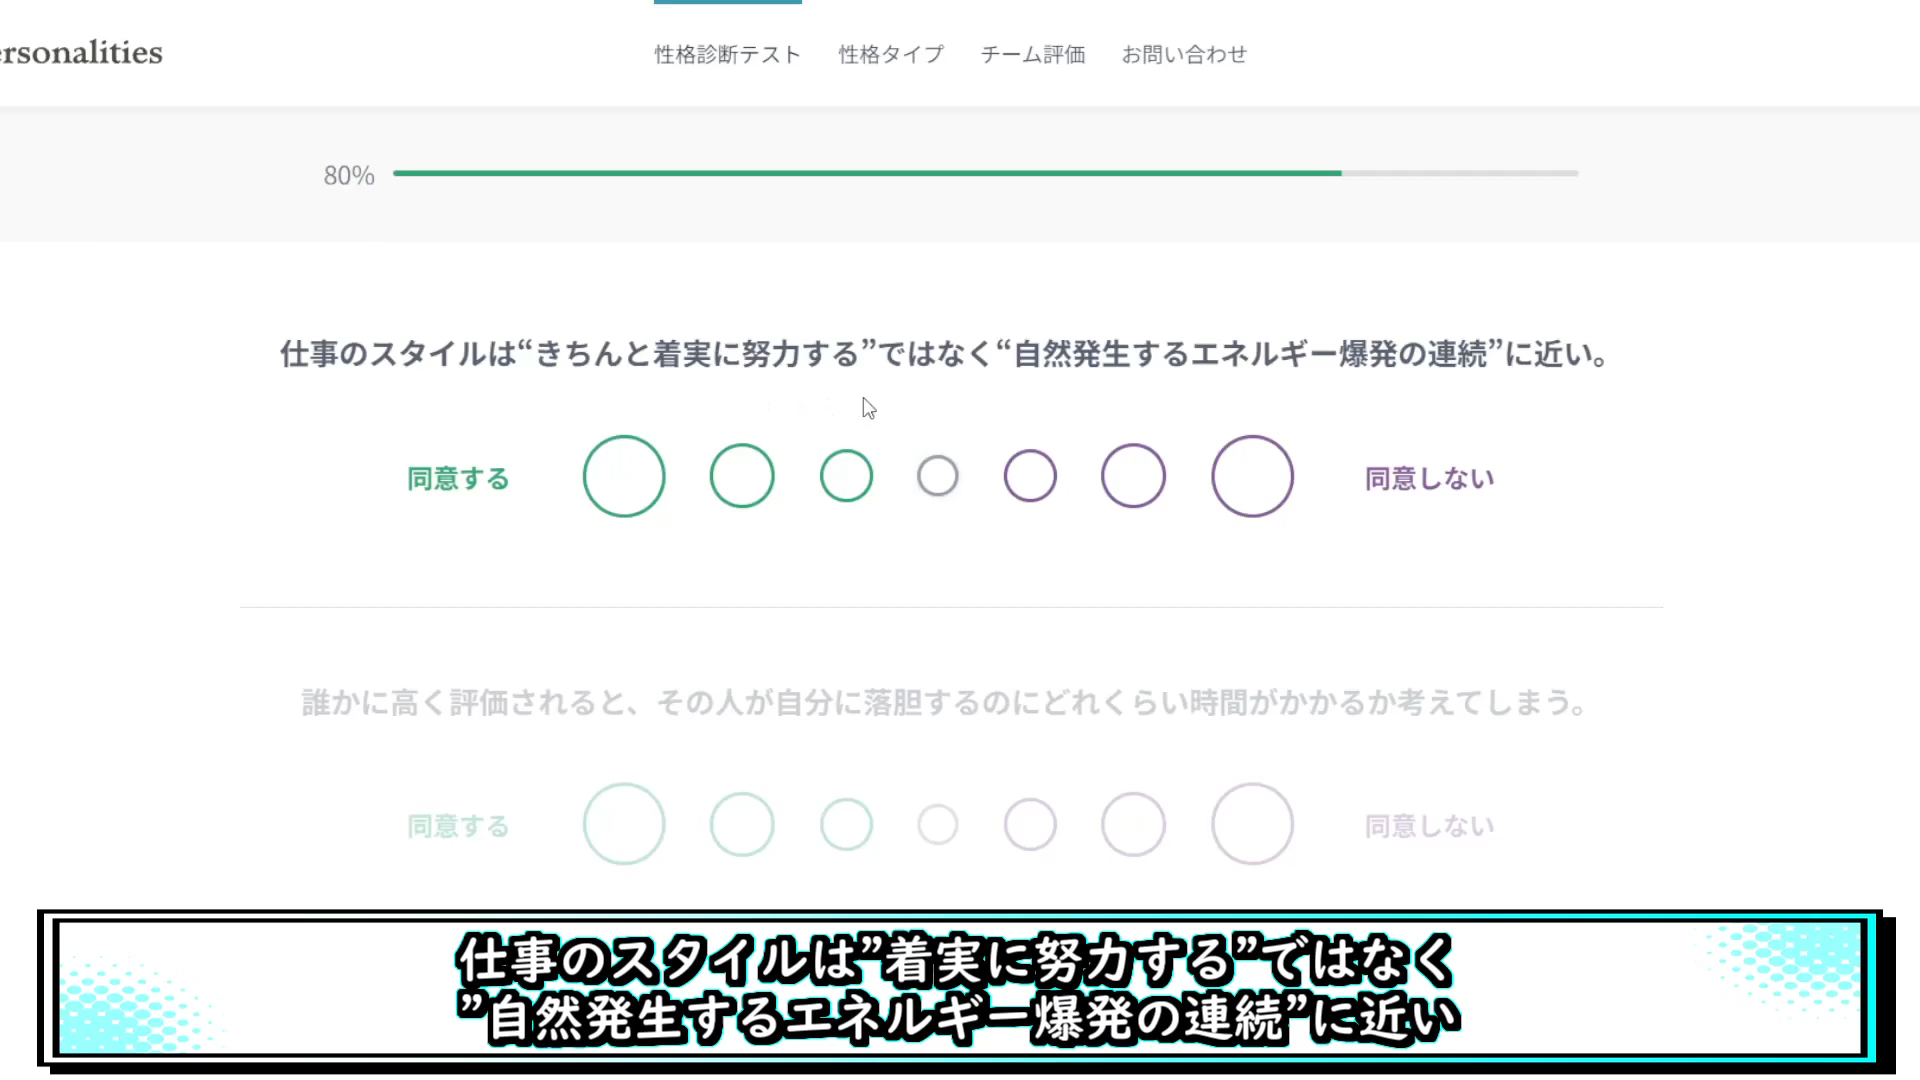 ersonalities
性格診断テスト 性格タイプ チーム評価 お問い合わせ
80%
仕事のスタイルは“きちんと着実に努力する”ではなく“自然発生するエネルギー爆発の連続”に近い。
同意する 同意しない
誰かに高く評価されると、その人が自分に落胆するのにどれくらい時間がかかるか考えてしまう。
同意する 同意しない
仕事のスタイルは”着実に努力する”ではなく
”自然発生するエネルギー爆発の連続”に近い